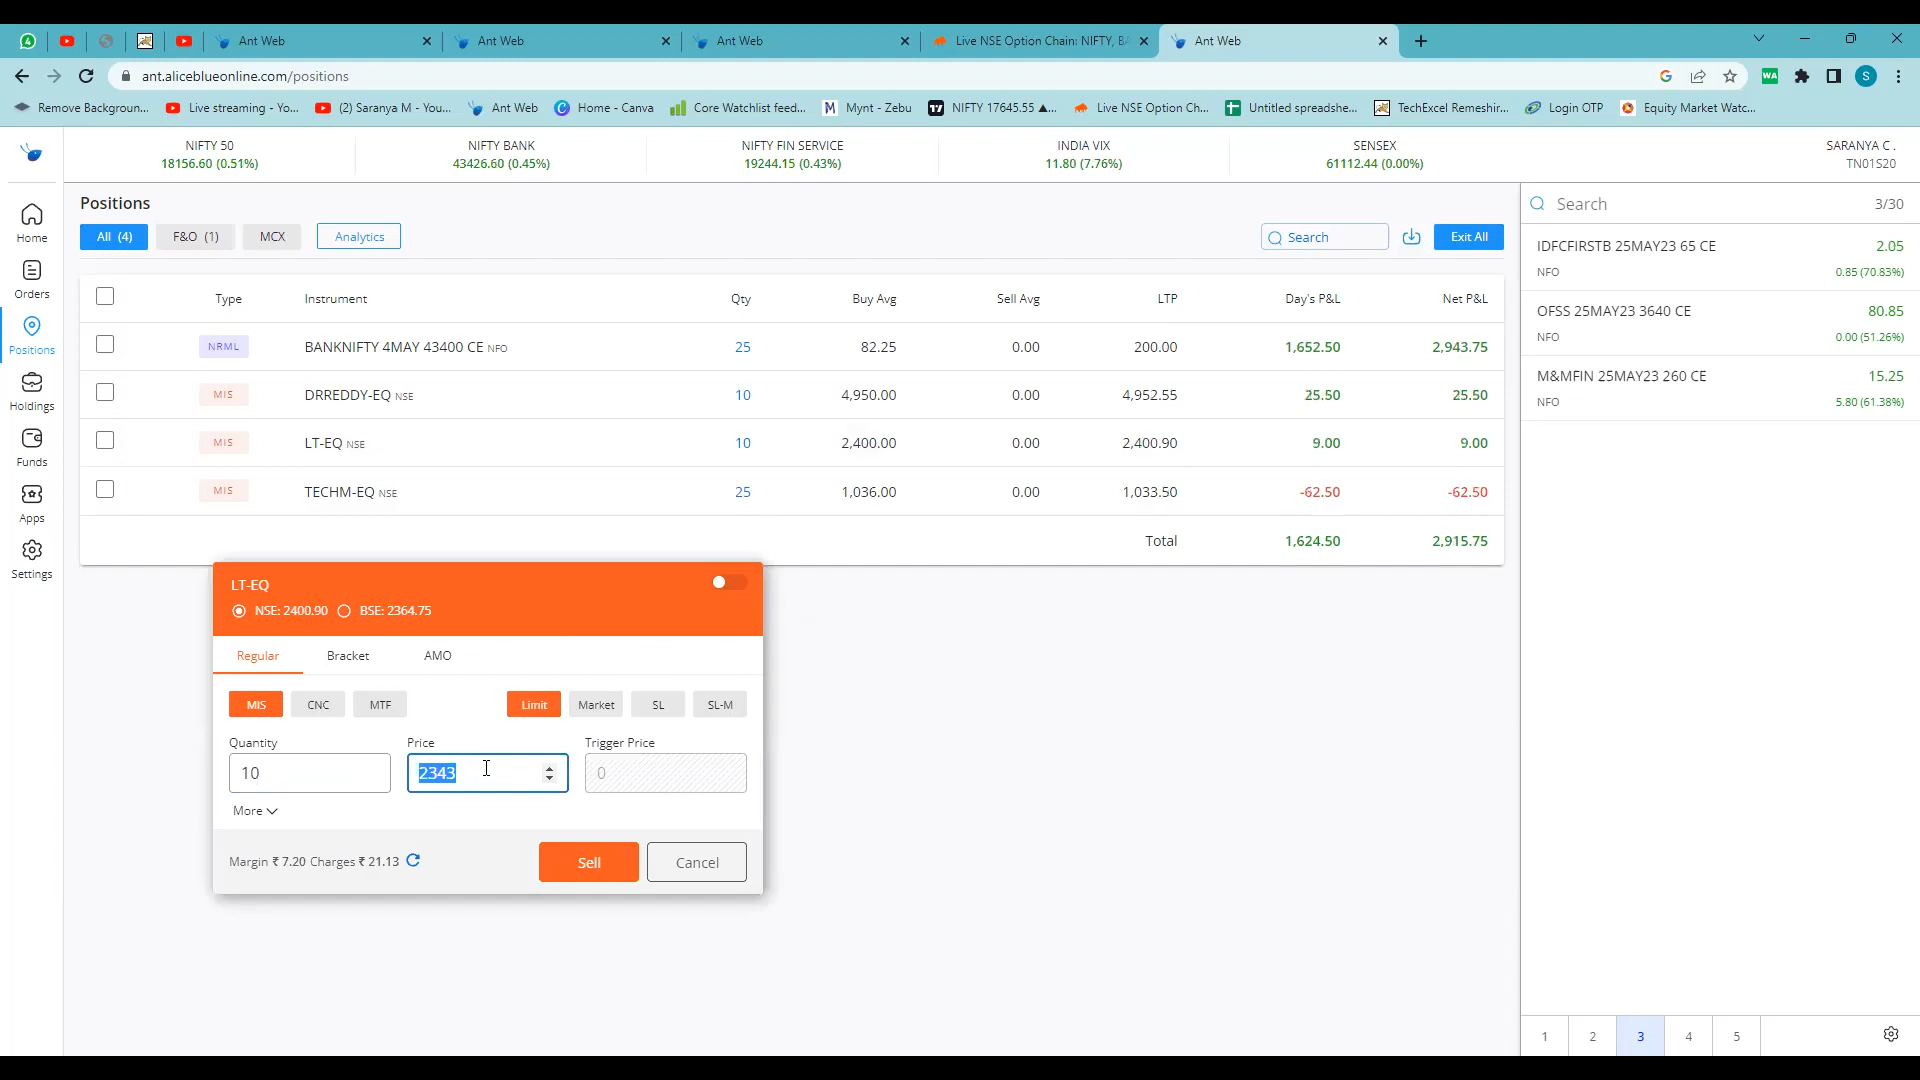 4
Ant Web
Ant Web
Ant Web
Live NSE Option Chain: NIFTY, BA
Ant Web
ant.aliceblueonline.com/positions
WA
S
Remove Backgroun...
Live streaming - Yo...
(2) Saranya M - You...
Ant Web
Home - Canva
Core Watchlist feed...
Mynt - Zebu
NIFTY 17645.55 ▲...
Live NSE Option Ch...
Untitled spreadshe...
TechExcel Remeshir...
Login OTP
Equity Market Watc...
NIFTY 50
18156.60 (0.51%)
NIFTY BANK
43426.60 (0.45%)
NIFTY FIN SERVICE
19244.15 (0.43%)
INDIA VIX
11.80 (7.76%)
SENSEX
61112.44 (0.00%)
SARANYA C .
TN01S20
Home
Orders
Positions
Holdings
Funds
Apps
Settings
Positions
All (4)
F&O (1)
MCX
Analytics
Search
Exit All
Type Instrument Qty Buy Avg Sell Avg LTP Day's P&L Net P&L
NRML BANKNIFTY 4MAY 43400 CE NFO 25 82.25 0.00 200.00 1,652.50 2,943.75
MIS DRREDDY-EQ NSE 10 4,950.00 0.00 4,952.55 25.50 25.50
MIS LT-EQ NSE 10 2,400.00 0.00 2,400.90 9.00 9.00
MIS TECHM-EQ NSE 25 1,036.00 0.00 1,033.50 -62.50 -62.50
Total 1,624.50 2,915.75
LT-EQ
NSE: 2400.90 BSE: 2364.75
Regular Bracket AMO
MIS CNC MTF Limit Market SL SL-M
Quantity Price Trigger Price
10 2343 0
More
Margin ₹ 7.20 Charges ₹ 21.13
Sell Cancel
Search 3/30
IDFCFIRSTB 25MAY23 65 CE 2.05
NFO 0.85 (70.83%)
OFSS 25MAY23 3640 CE 80.85
NFO 0.00 (51.26%)
M&MFIN 25MAY23 260 CE 15.25
NFO 5.80 (61.38%)
1 2 3 4 5